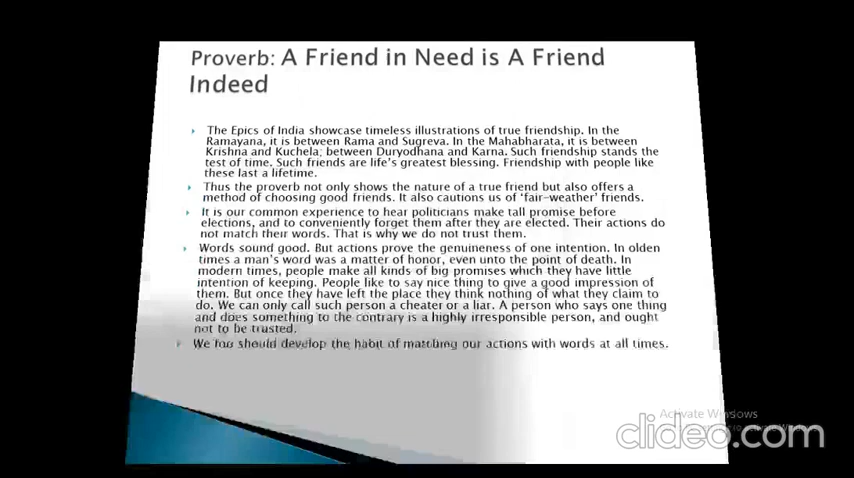 Proverb: A Friend in Need is A Friend
Indeed
The Epics of India showcase timeless illustrations of true friendship. In the
Ramayana, it is between Rama and Sugreva. In the Mahabharata, it is between
Krishna and Kuchela; between Duryodhana and Karna. Such friendship stands the
test of time. Such friends are life's greatest blessing. Friendship with people like
these last a lifetime.
Thus the proverb not only shows the nature of a true friend but also offers a
method of choosing good friends. It also cautions us of 'fair-weather' friends.
It is our common experience to hear politicians make tall promise before
elections, and to conveniently forget them after they are elected. Their actions do
not match their words. That is why we do not trust them.
Words sound good. But actions prove the genuineness of one intention. In olden
times a man's word was a matter of honor, even unto the point of death. In
modern times, people make all kinds of big promises which they have little
intention of keeping. People like to say nice thing to give a good impression of
them. But once they have left the place they think nothing of what they claim to
do. We can only call such person a cheater or a liar. A person who says one thing
and does something to the contrary is a highly irresponsible person, and ought
not to be trusted.
We too should develop the habit of matching our actions with words at all times.
Activate Windows
clideo.com